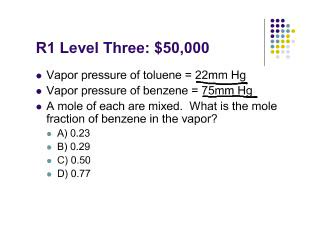 R1 Level Three: $50,000
Vapor pressure of toluene = 22mm Hg
Vapor pressure of benzene = 75mm Hg
A mole of each are mixed. What is the mole
fraction of benzene in the vapor?
A) 0.23
B) 0.29
C) 0.50
D) 0.77